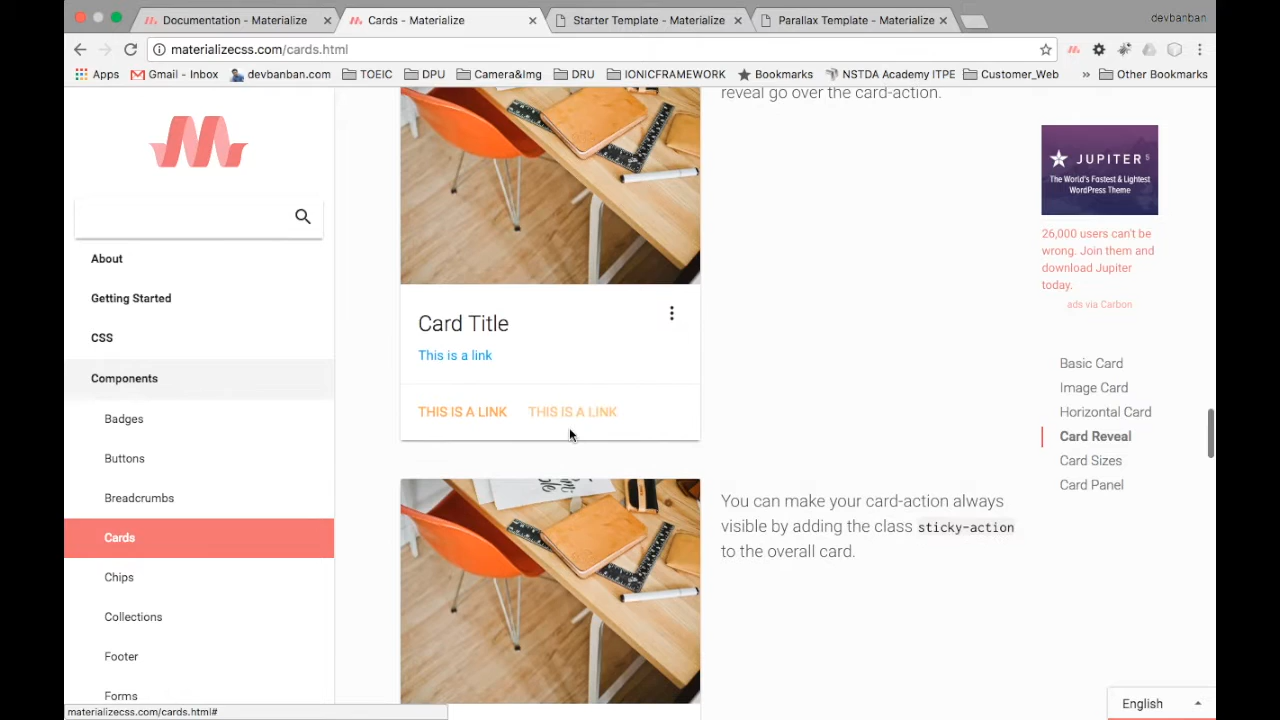 Documentation - Materialize
Cards - Materialize
Starter Template - Materialize
Parallax Template - Materialize
devbanban
materializecss.com/cards.html
Apps
Gmail - Inbox
devbanban.com
TOEIC
DPU
Camera&Img
DRU
IONICFRAMEWORK
Bookmarks
NSTDA Academy ITPE
Customer_Web
»
Other Bookmarks
About
Getting Started
CSS
Components
Badges
Buttons
Breadcrumbs
Cards
Chips
Collections
Footer
Forms
materializecss.com/cards.html#
Card Title
This is a link
THIS IS A LINK THIS IS A LINK
reveal go over the card-action.
You can make your card-action always
visible by adding the class sticky-action
to the overall card.
JUPITER 5
The World's Fastest & Lightest
WordPress Theme
26,000 users can't be
wrong. Join them and
download Jupiter
today.
ads via Carbon
Basic Card
Image Card
Horizontal Card
Card Reveal
Card Sizes
Card Panel
English